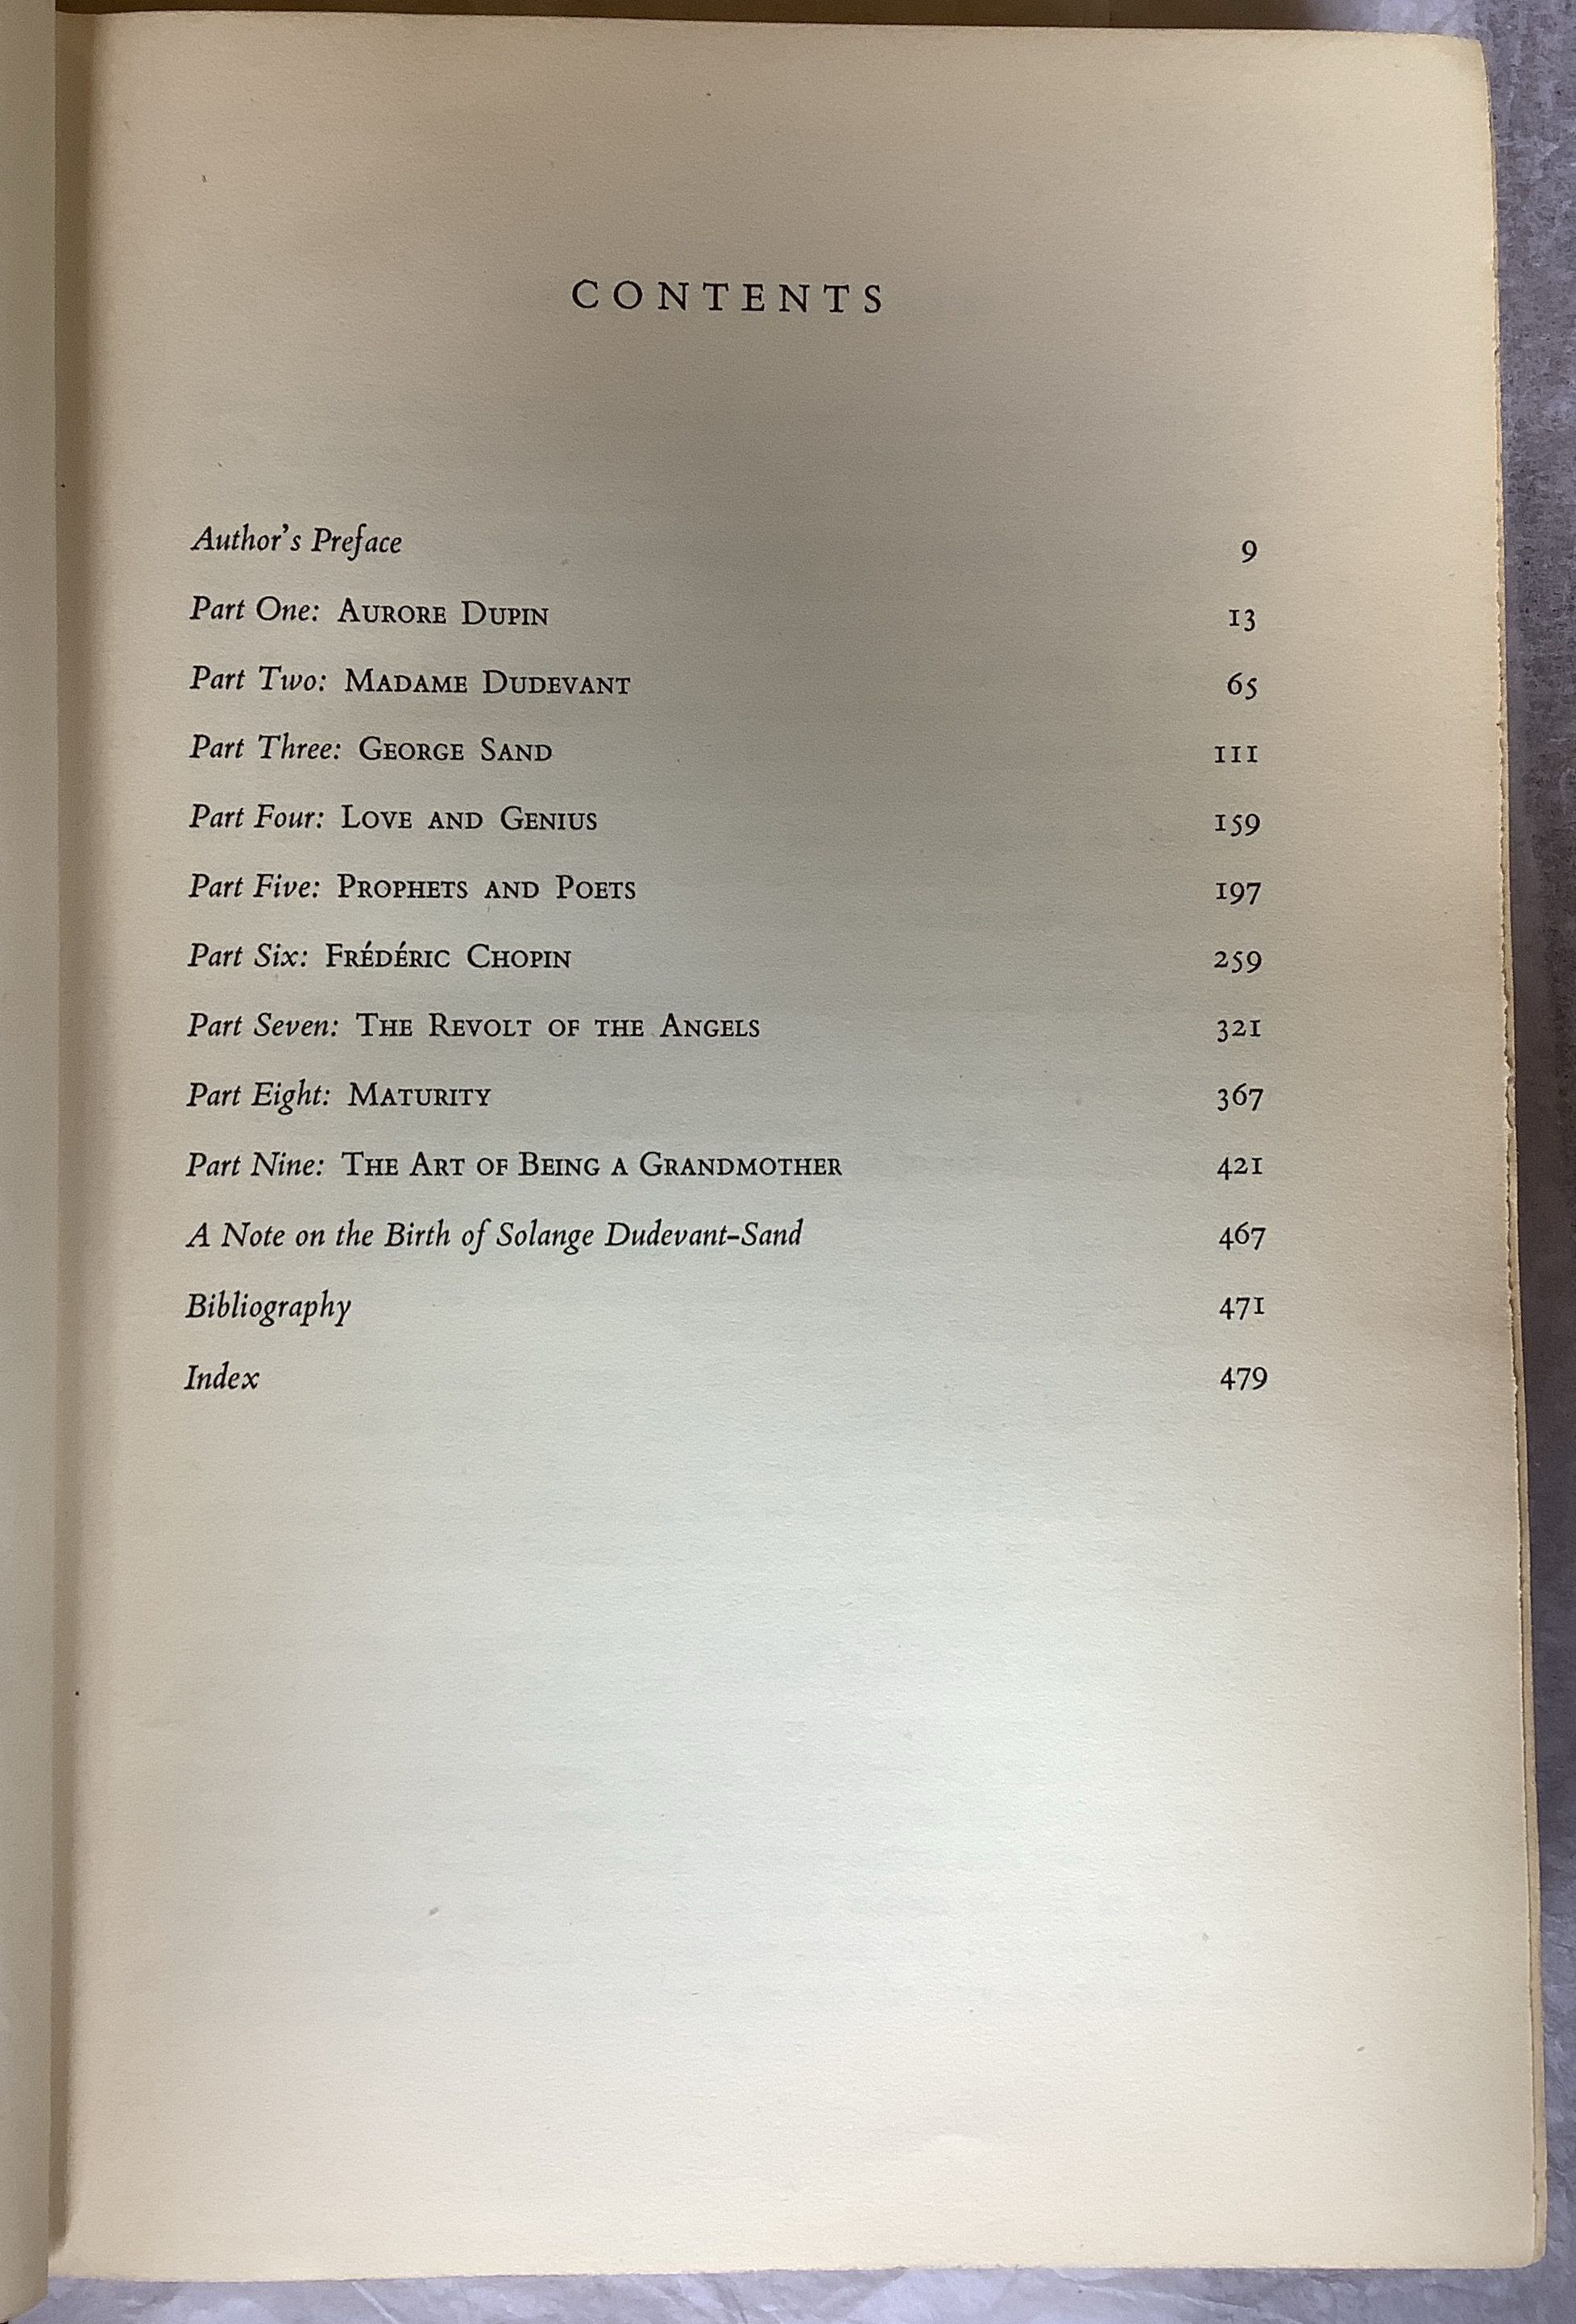 CONTENTS
Author's Preface 9
Part One: AURORE DUPIN 13
Part Two: MADAME DUDEVANT 65
Part Three: GEORGE SAND 111
Part Four: LOVE AND GENIUS 159
Part Five: PROPHETS AND POETS 197
Part Six: FRÉDÉRIC CHOPIN 259
Part Seven: THE REVOLT OF THE ANGELS 321
Part Eight: MATURITY 367
Part Nine: THE ART OF BEING A GRANDMOTHER 421
A Note on the Birth of Solange Dudevant-Sand 467
Bibliography 471
Index 479